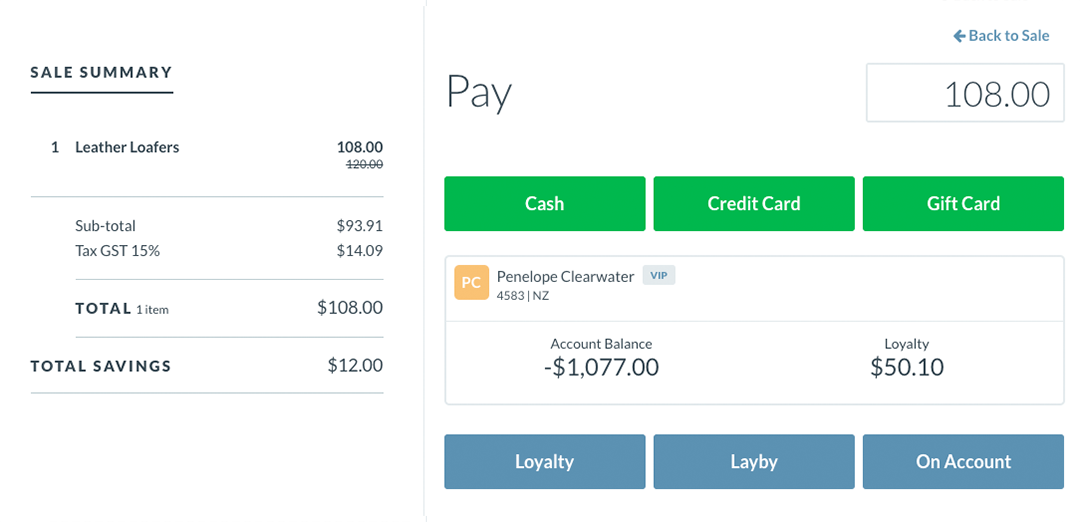 Back to Sale
SALE SUMMARY
Pay
108.00
1 Leather Loafers 108.00
120.00
Cash Credit Card Gift Card
Sub-total $93.91
Tax GST 15% $14.09
PC Penelope Clearwater VIP
4583 | NZ
TOTAL 1 item $108.00
Account Balance Loyalty
-$1,077.00 $50.10
TOTAL SAVINGS $12.00
Loyalty Layby On Account